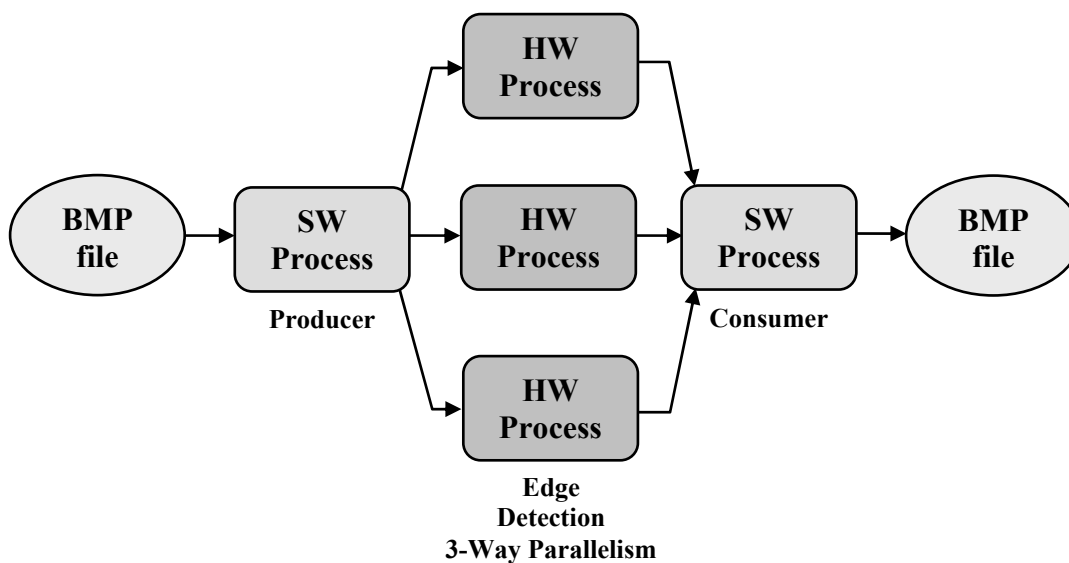 HW
Process
BMP
file
SW
Process
Producer
HW
Process
SW
Process
Consumer
BMP
file
HW
Process
Edge
Detection
3-Way Parallelism